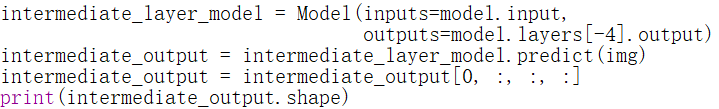 intermediate_layer_model = Model(inputs=model.input,
outputs=model.layers[-4].output)
intermediate_output = intermediate_layer_model.predict(img)
intermediate_output = intermediate_output[0, :, :, :]
print(intermediate_output.shape)